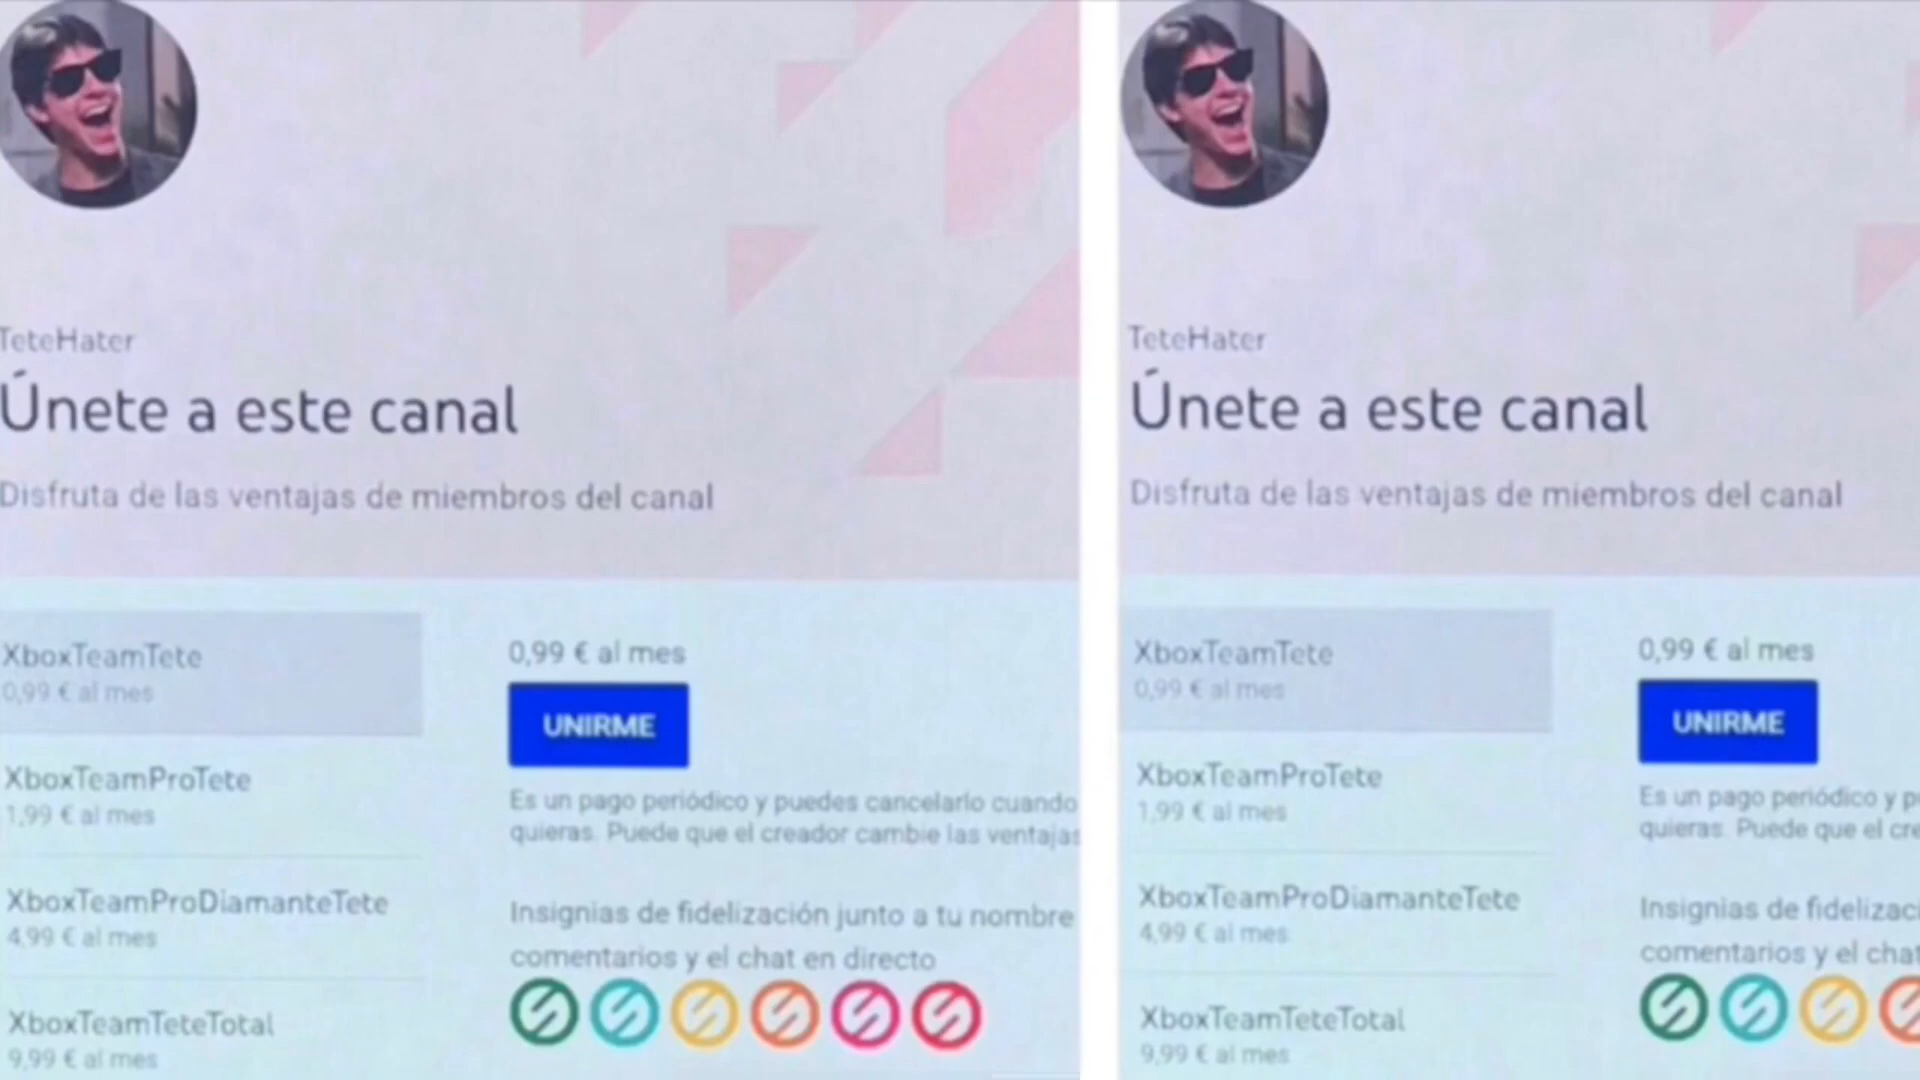 TeteHater
Únete a este canal
Disfruta de las ventajas de miembros del canal
XboxTeamTete
0,99 € al mes
XboxTeamProTete
1,99 € al mes
XboxTeamProDiamanteTete
4,99 € al mes
XboxTeamTeteTotal
9,99 € al mes
0,99 € al mes
UNIRME
Es un pago periódico y puedes cancelarlo cuando
quieras. Puede que el creador cambie las ventajas
Insignias de fidelización junto a tu nombre
comentarios y el chat en directo
TeteHater
Únete a este canal
Disfruta de las ventajas de miembros del canal
XboxTeamTete
0,99 € al mes
XboxTeamProTete
1,99 € al mes
XboxTeamProDiamanteTete
4,99 € al mes
XboxTeamTeteTotal
9,99 € al mes
0,99 € al mes
UNIRME
Es un pago periódico y
quieras. Puede que el
Insignias de
comentarios y el